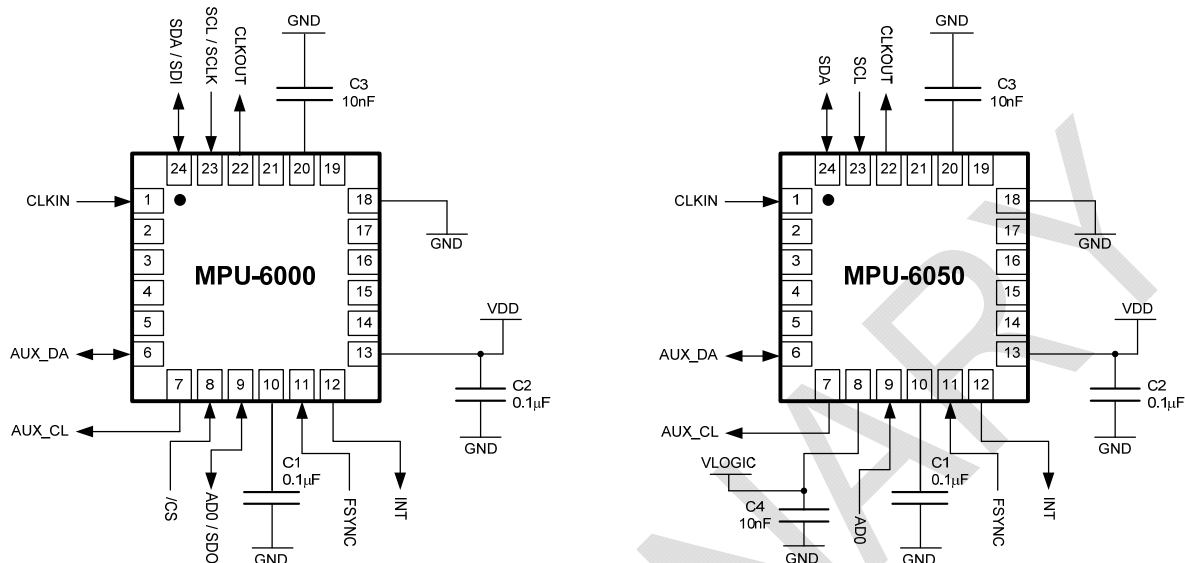 GND
SDA / SDI
SCL / SCLK
CLKOUT
C3
10nF
24 23 22 21 20 19
CLKIN
1
2
3
4
5
6
18
17
16
15
14
13
MPU-6000
GND
VDD
AUX_DA
7 8 9 10 11 12
C2
0.1µF
GND
AUX_CL
/CS
AD0 / SDO
C1
0.1µF
GND
FSYNC
INT
GND
SDA
SCL
CLKOUT
C3
10nF
24 23 22 21 20 19
CLKIN
1
2
3
4
5
6
18
17
16
15
14
13
MPU-6050
GND
VDD
AUX_DA
7 8 9 10 11 12
C2
0.1µF
GND
AUX_CL
VLOGIC
C4
10nF
GND
AD0
C1
0.1µF
GND
FSYNC
INT
NARY